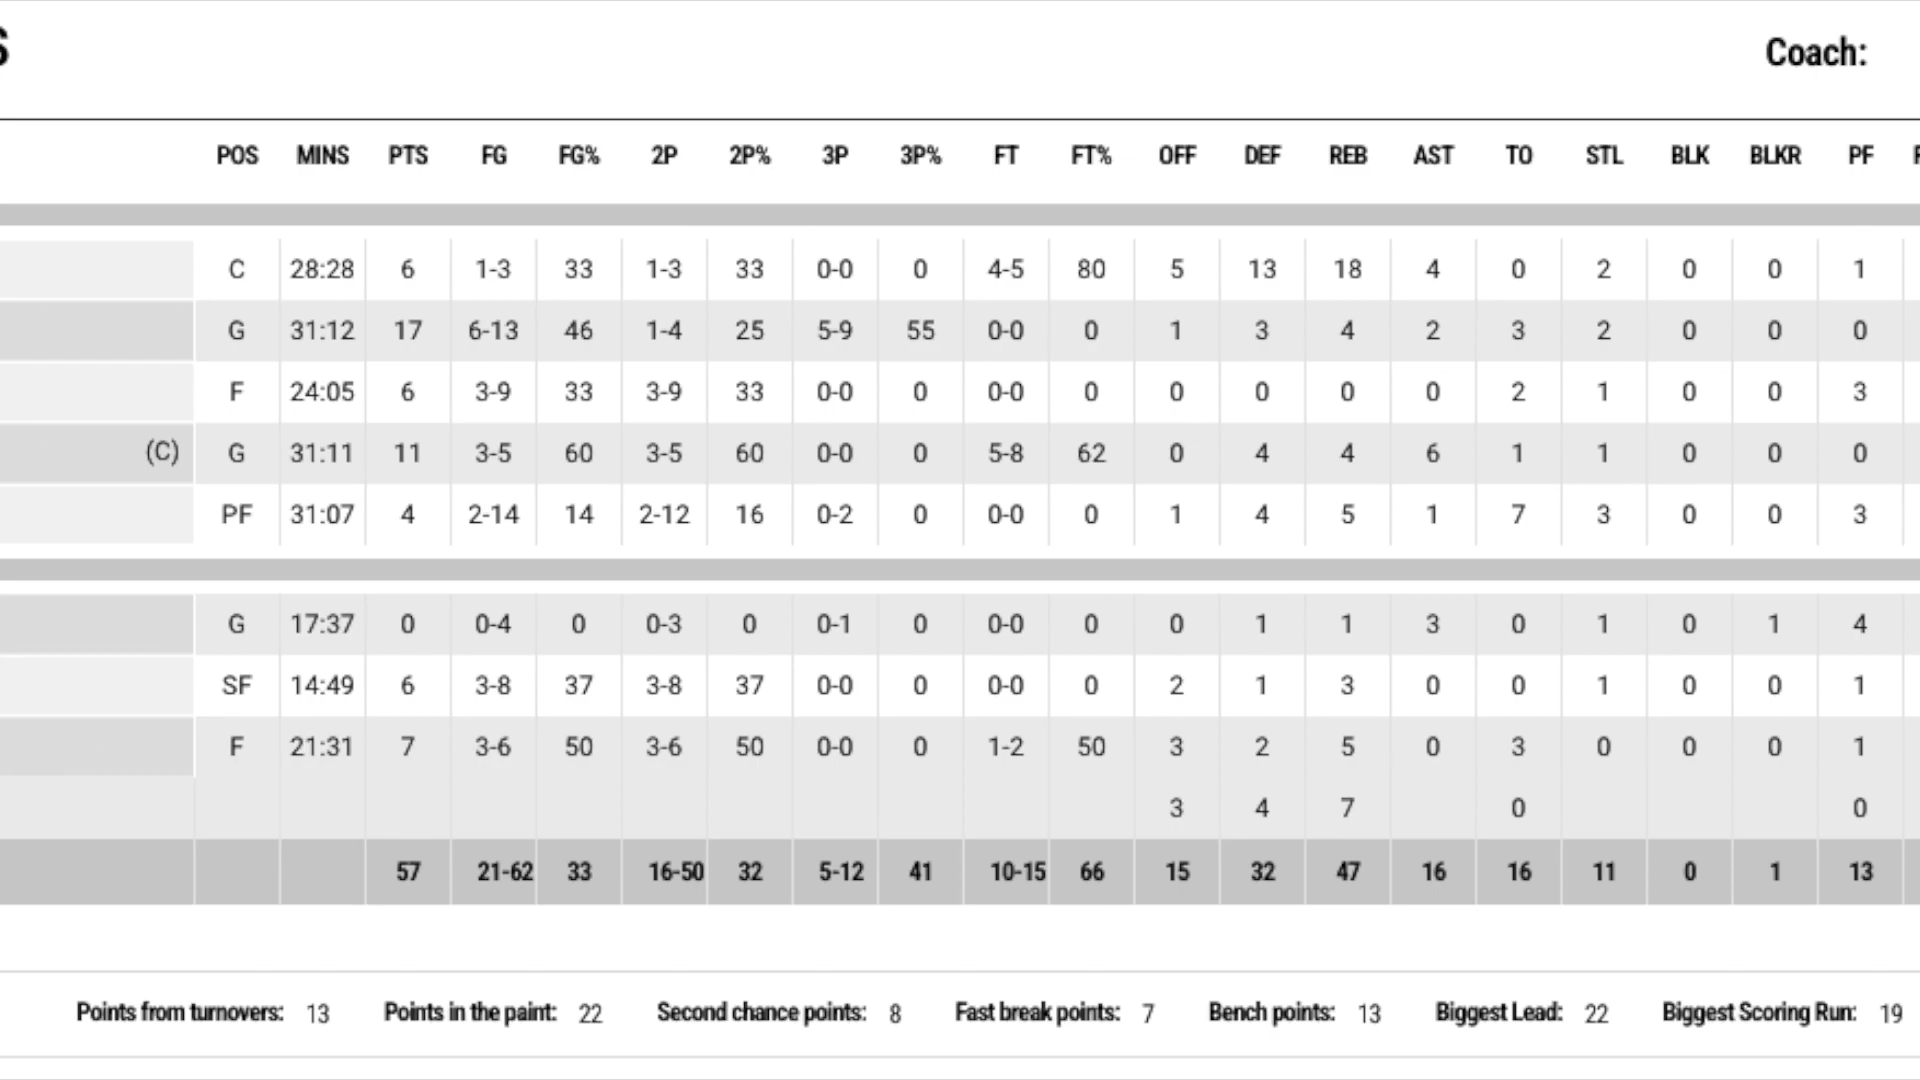 S
Coach:
POS MINS PTS FG FG% 2P 2P% 3P 3P% FT FT% OFF DEF REB AST TO STL BLK BLKR PF
C 28:28 6 1-3 33 1-3 33 0-0 0 4-5 80 5 13 18 4 0 2 0 0 1
G 31:12 17 6-13 46 1-4 25 5-9 55 0-0 0 1 3 4 2 3 2 0 0 0
F 24:05 6 3-9 33 3-9 33 0-0 0 0-0 0 0 0 0 0 2 1 0 0 3
(C) G 31:11 11 3-5 60 3-5 60 0-0 0 5-8 62 0 4 4 6 1 1 0 0 0
PF 31:07 4 2-14 14 2-12 16 0-2 0 0-0 0 1 4 5 1 7 3 0 0 3
G 17:37 0 0-4 0 0-3 0 0-1 0 0-0 0 0 1 1 3 0 1 0 1 4
SF 14:49 6 3-8 37 3-8 37 0-0 0 0-0 0 2 1 3 0 0 1 0 0 1
F 21:31 7 3-6 50 3-6 50 0-0 0 1-2 50 3 2 5 0 3 0 0 0 1
3 4 7 0 0
57 21-62 33 16-50 32 5-12 41 10-15 66 15 32 47 16 16 11 0 1 13
Points from turnovers: 13 Points in the paint: 22 Second chance points: 8 Fast break points: 7 Bench points: 13 Biggest Lead: 22 Biggest Scoring Run: 19